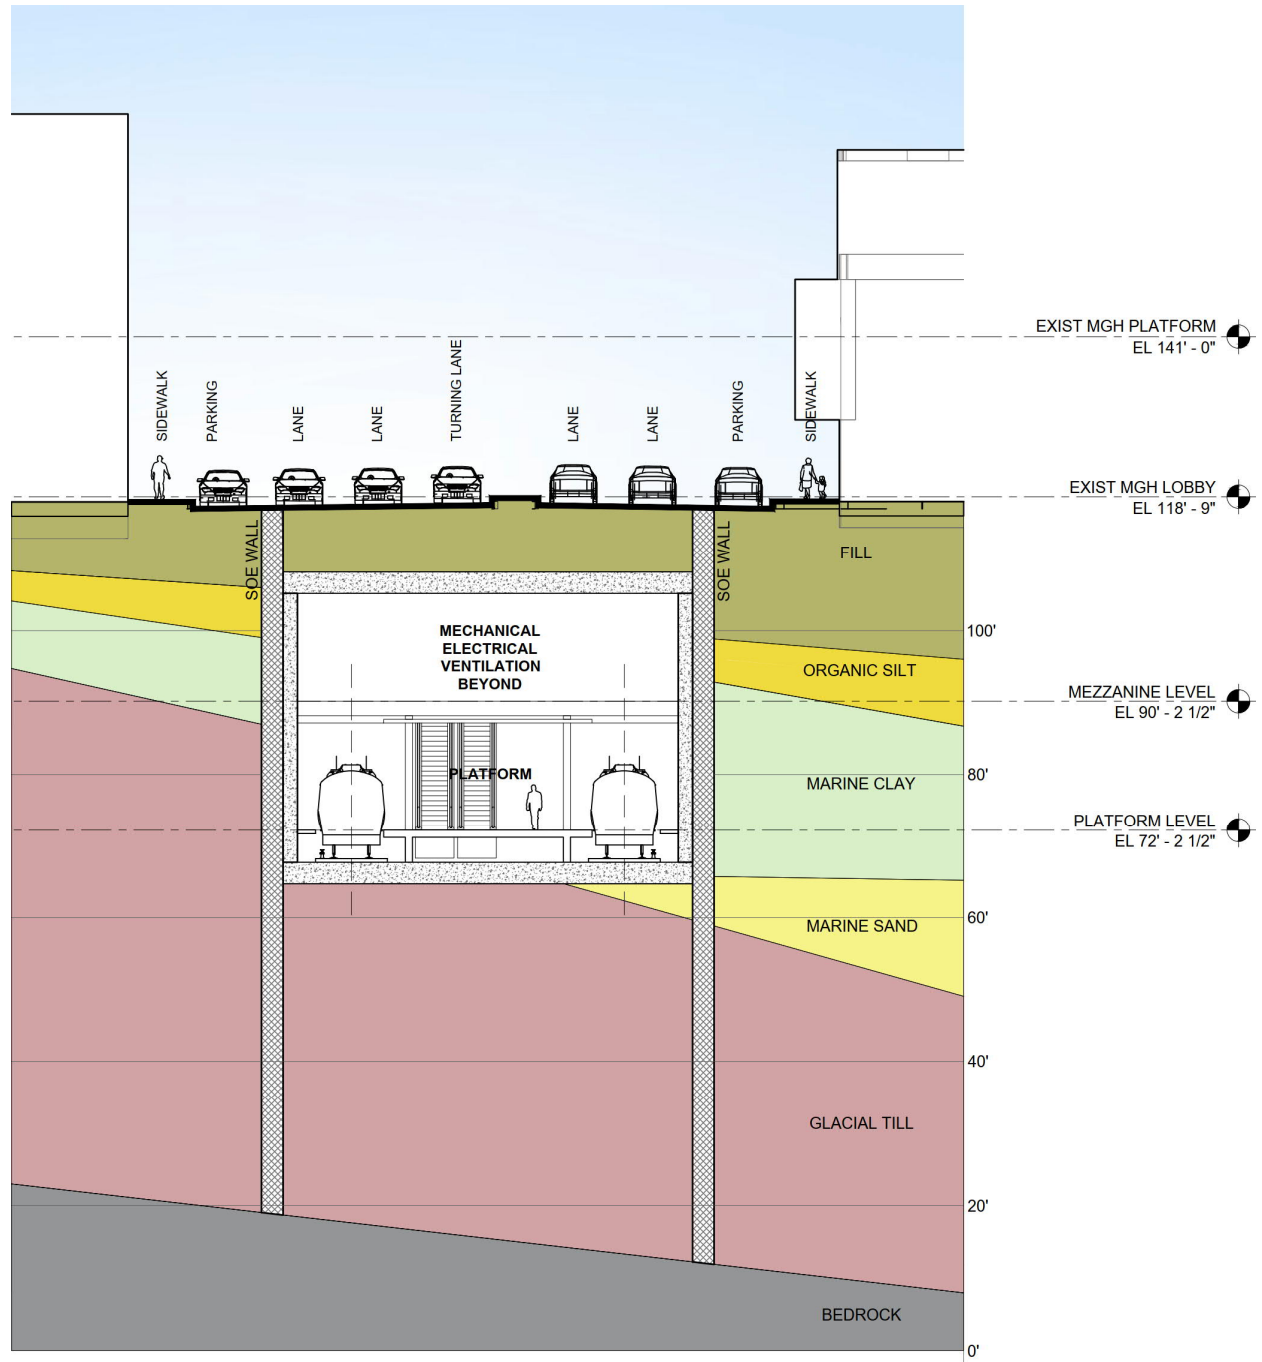 EXIST MGH PLATFORM
EL 141' - 0"
SIDEWALK
PARKING
LANE
LANE
TURNING LANE
LANE
LANE
PARKING
SIDEWALK
EXIST MGH LOBBY
EL 118' - 9"
SOE WALL
SOE WALL
FILL
100'
MECHANICAL
ELECTRICAL
VENTILATION
BEYOND
ORGANIC SILT
MEZZANINE LEVEL
EL 90' - 2 1/2"
PLATFORM
80'
MARINE CLAY
PLATFORM LEVEL
EL 72' - 2 1/2"
60'
MARINE SAND
40'
GLACIAL TILL
20'
BEDROCK
0'